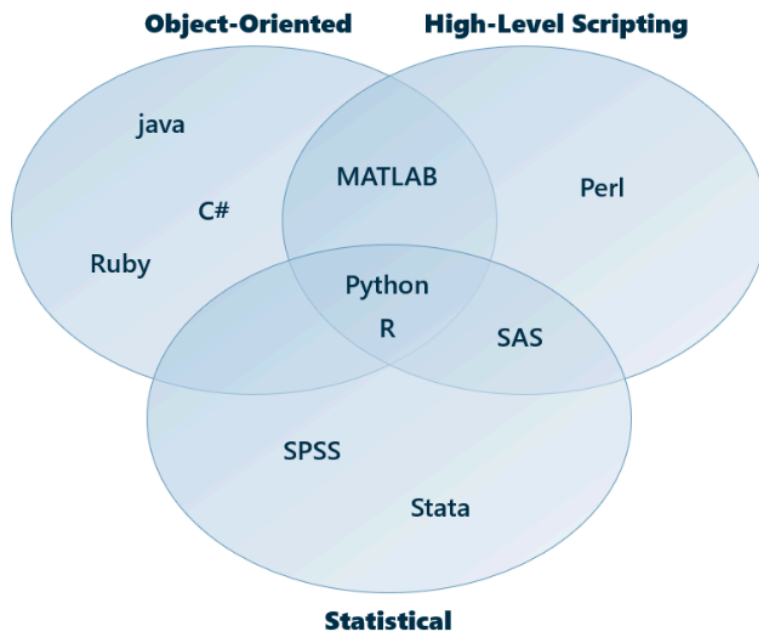 Object-Oriented
High-Level Scripting
java
MATLAB
Perl
C#
Ruby
Python
R
SAS
SPSS
Stata
Statistical